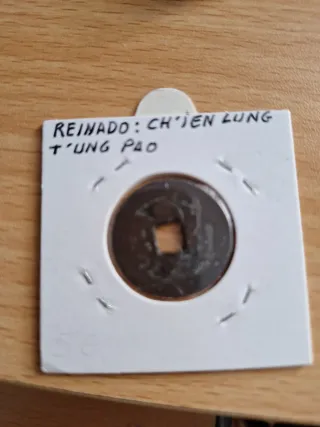 REINADO: CH'IEN LUNG
T'UNG PAO